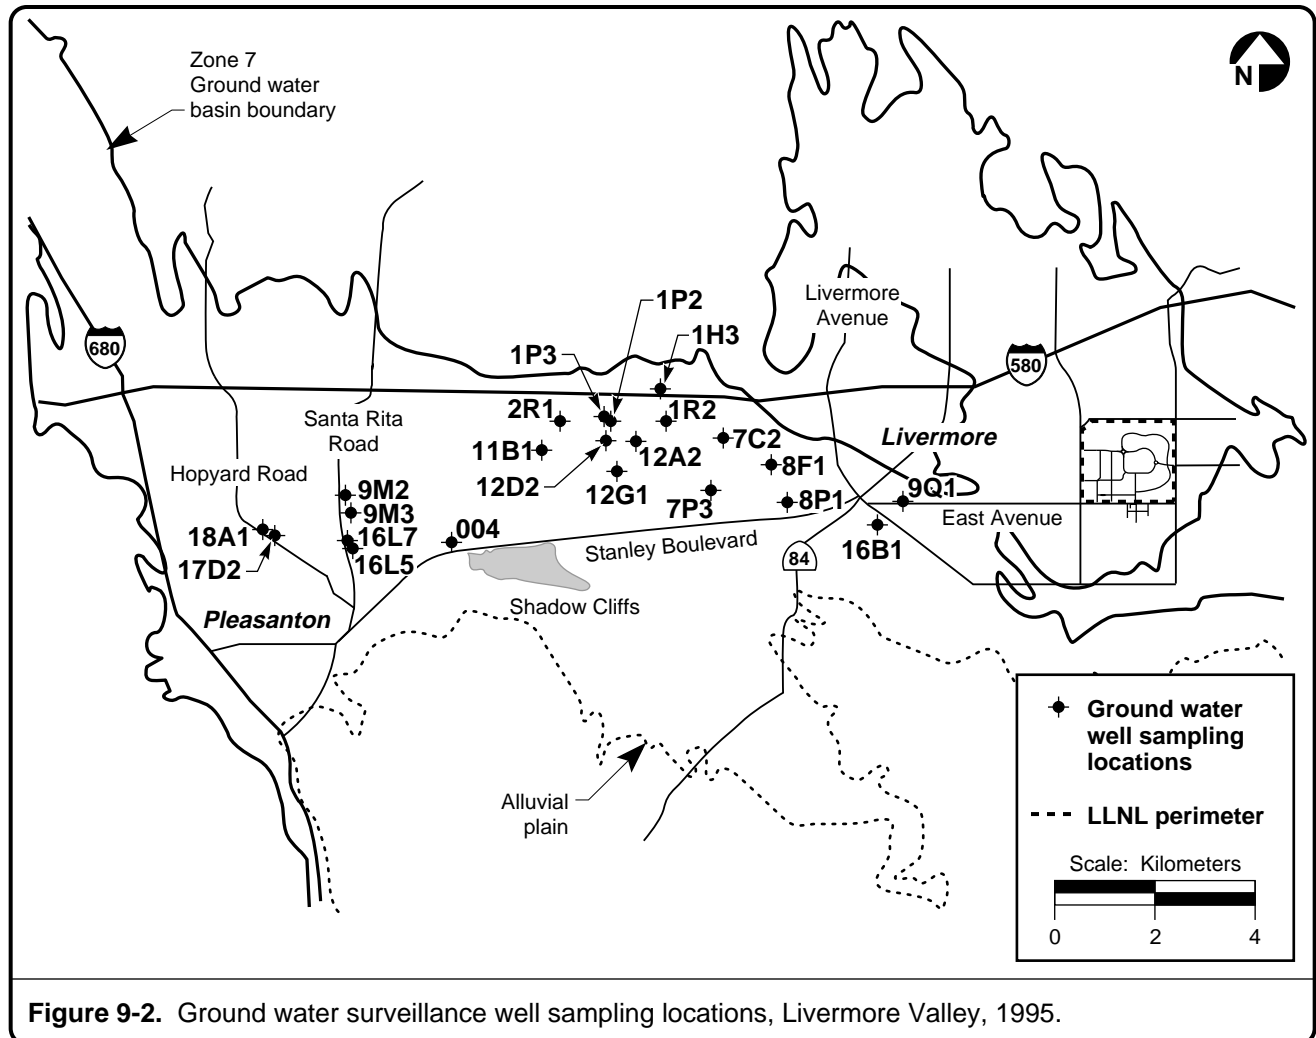 Zone 7
Ground water
basin boundary
N
680
Livermore
Avenue
1P2
1H3
1P3
580
2R1
1R2
Santa Rita
Road
Livermore
7C2
11B1
12A2
Hopyard Road
8F1
12D2
12G1
9M2
9Q1
7P3
8P1
9M3
East Avenue
004
18A1
16L7
Stanley Boulevard
16B1
17D2
16L5
84
Shadow Cliffs
Pleasanton
Ground water
well sampling
locations
Alluvial
plain
LLNL perimeter
Scale: Kilometers
0 2 4
Figure 9-2. Ground water surveillance well sampling locations, Livermore Valley, 1995.